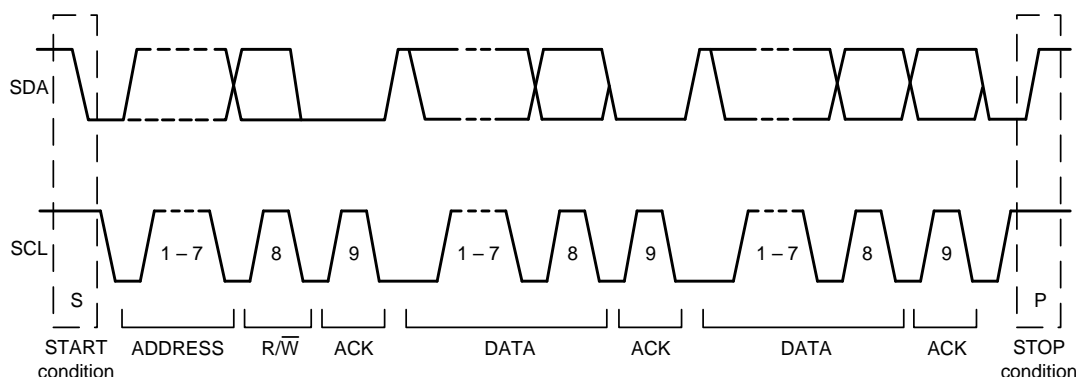 SDA
SCL
1 – 7 8 9 1 – 7 8 9 1 – 7 8 9
S P
START condition ADDRESS R/W̅ ACK DATA ACK DATA ACK STOP condition